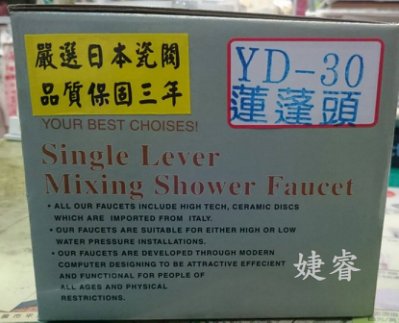 嚴選日本瓷閥
品質保固三年
YD-30
蓮蓬頭
YOUR BEST CHOISES!
Single Lever
Mixing Shower Faucet
• ALL OUR FAUCETS INCLUDE HIGH TECH, CERAMIC DISCS
WHICH ARE IMPORTED FROM ITALY.
• OUR FAUCETS ARE SUITABLE FOR EITHER HIGH OR LOW
WATER PRESSURE INSTALLATIONS.
• OUR FAUCETS ARE DEVELOPED THROUGH MODERN
COMPUTER DESIGNING TO BE ATTRACTIVE EFFECIENT
AND FUNCTIONAL FOR PEOPLE OF
ALL AGES AND PHYSICAL
RESTRICTIONS.
婕睿